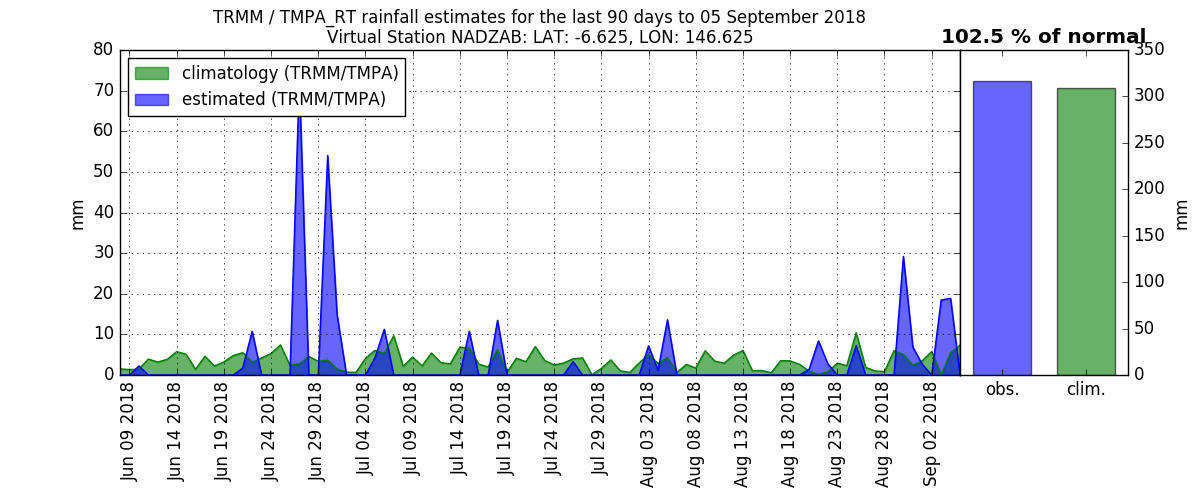 TRMM / TMPA_RT rainfall estimates for the last 90 days to 05 September 2018
Virtual Station NADZAB: LAT: -6.625, LON: 146.625
102.5 % of normal
climatology (TRMM/TMPA)
estimated (TRMM/TMPA)
mm
80
70
60
50
40
30
20
10
0
Jun 09 2018
Jun 14 2018
Jun 19 2018
Jun 24 2018
Jun 29 2018
Jul 04 2018
Jul 09 2018
Jul 14 2018
Jul 19 2018
Jul 24 2018
Jul 29 2018
Aug 03 2018
Aug 08 2018
Aug 13 2018
Aug 18 2018
Aug 23 2018
Aug 28 2018
Sep 02 2018
350
300
250
200
150
100
50
0
mm
obs.
clim.